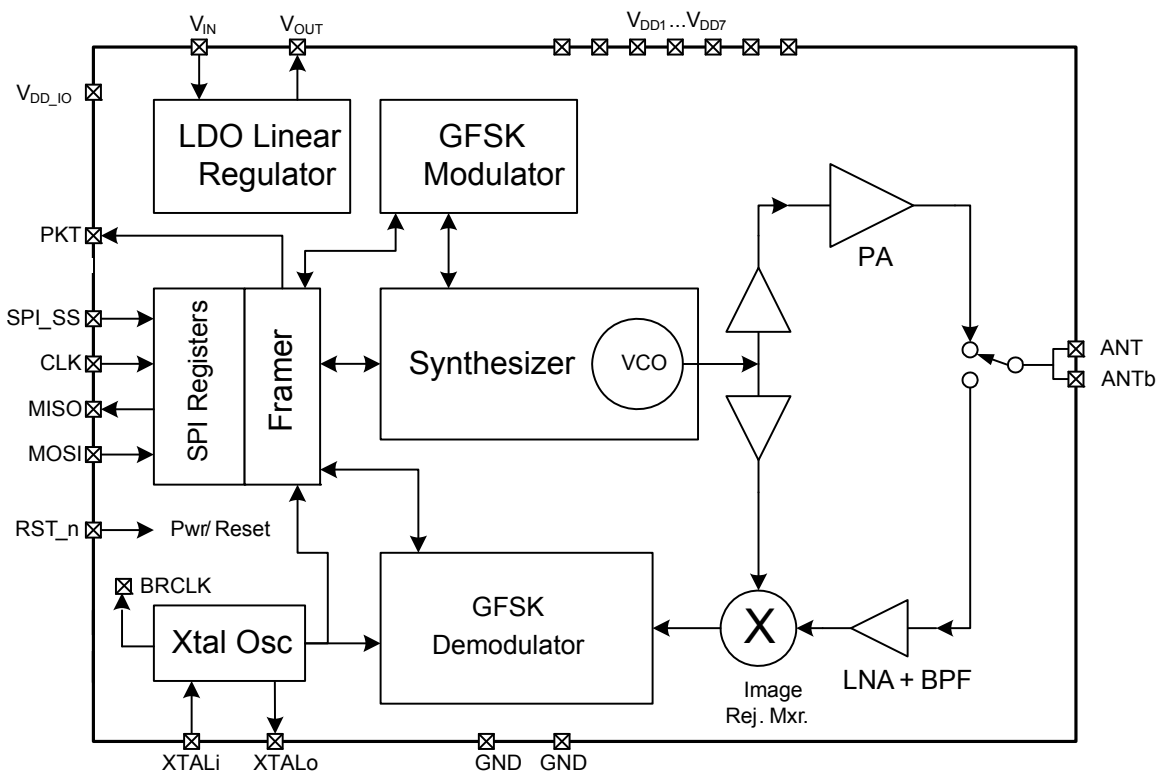 VIN
VOUT
VDD1...VDD7
VDD_IO
LDO Linear
Regulator
GFSK
Modulator
PKT
PA
SPI_SS
CLK
MISO
MOSI
SPI Registers
Framer
Synthesizer
VCO
ANT
ANTb
RST_n
Pwr/ Reset
BRCLK
Xtal Osc
GFSK
Demodulator
X
Image
Rej. Mxr.
LNA + BPF
XTALi
XTALo
GND
GND